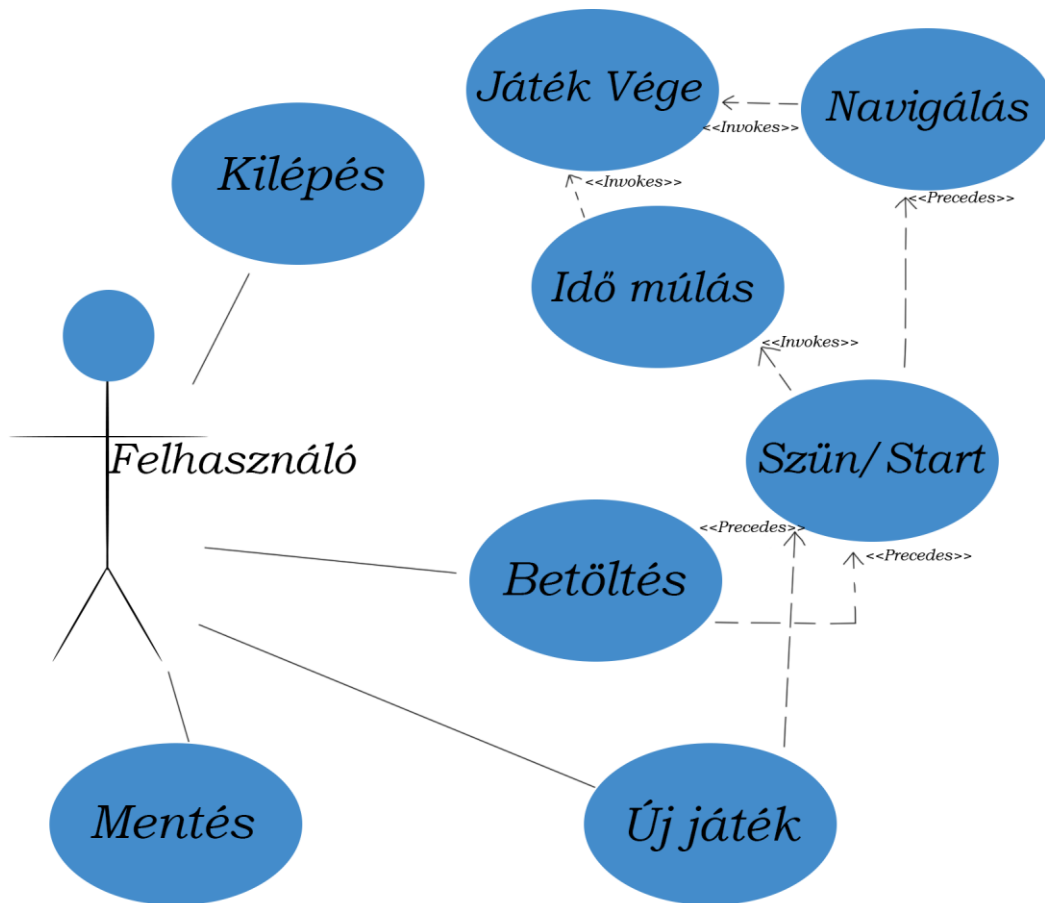 Játék Vége
Navigálás
<<Invokes>>
Kilépés
<<Invokes>>
<<Precedes>>
Idő múlás
<<Invokes>>
Felhasználó
Szün/Start
<<Precedes>>
<<Precedes>>
Betöltés
Mentés
Új játék